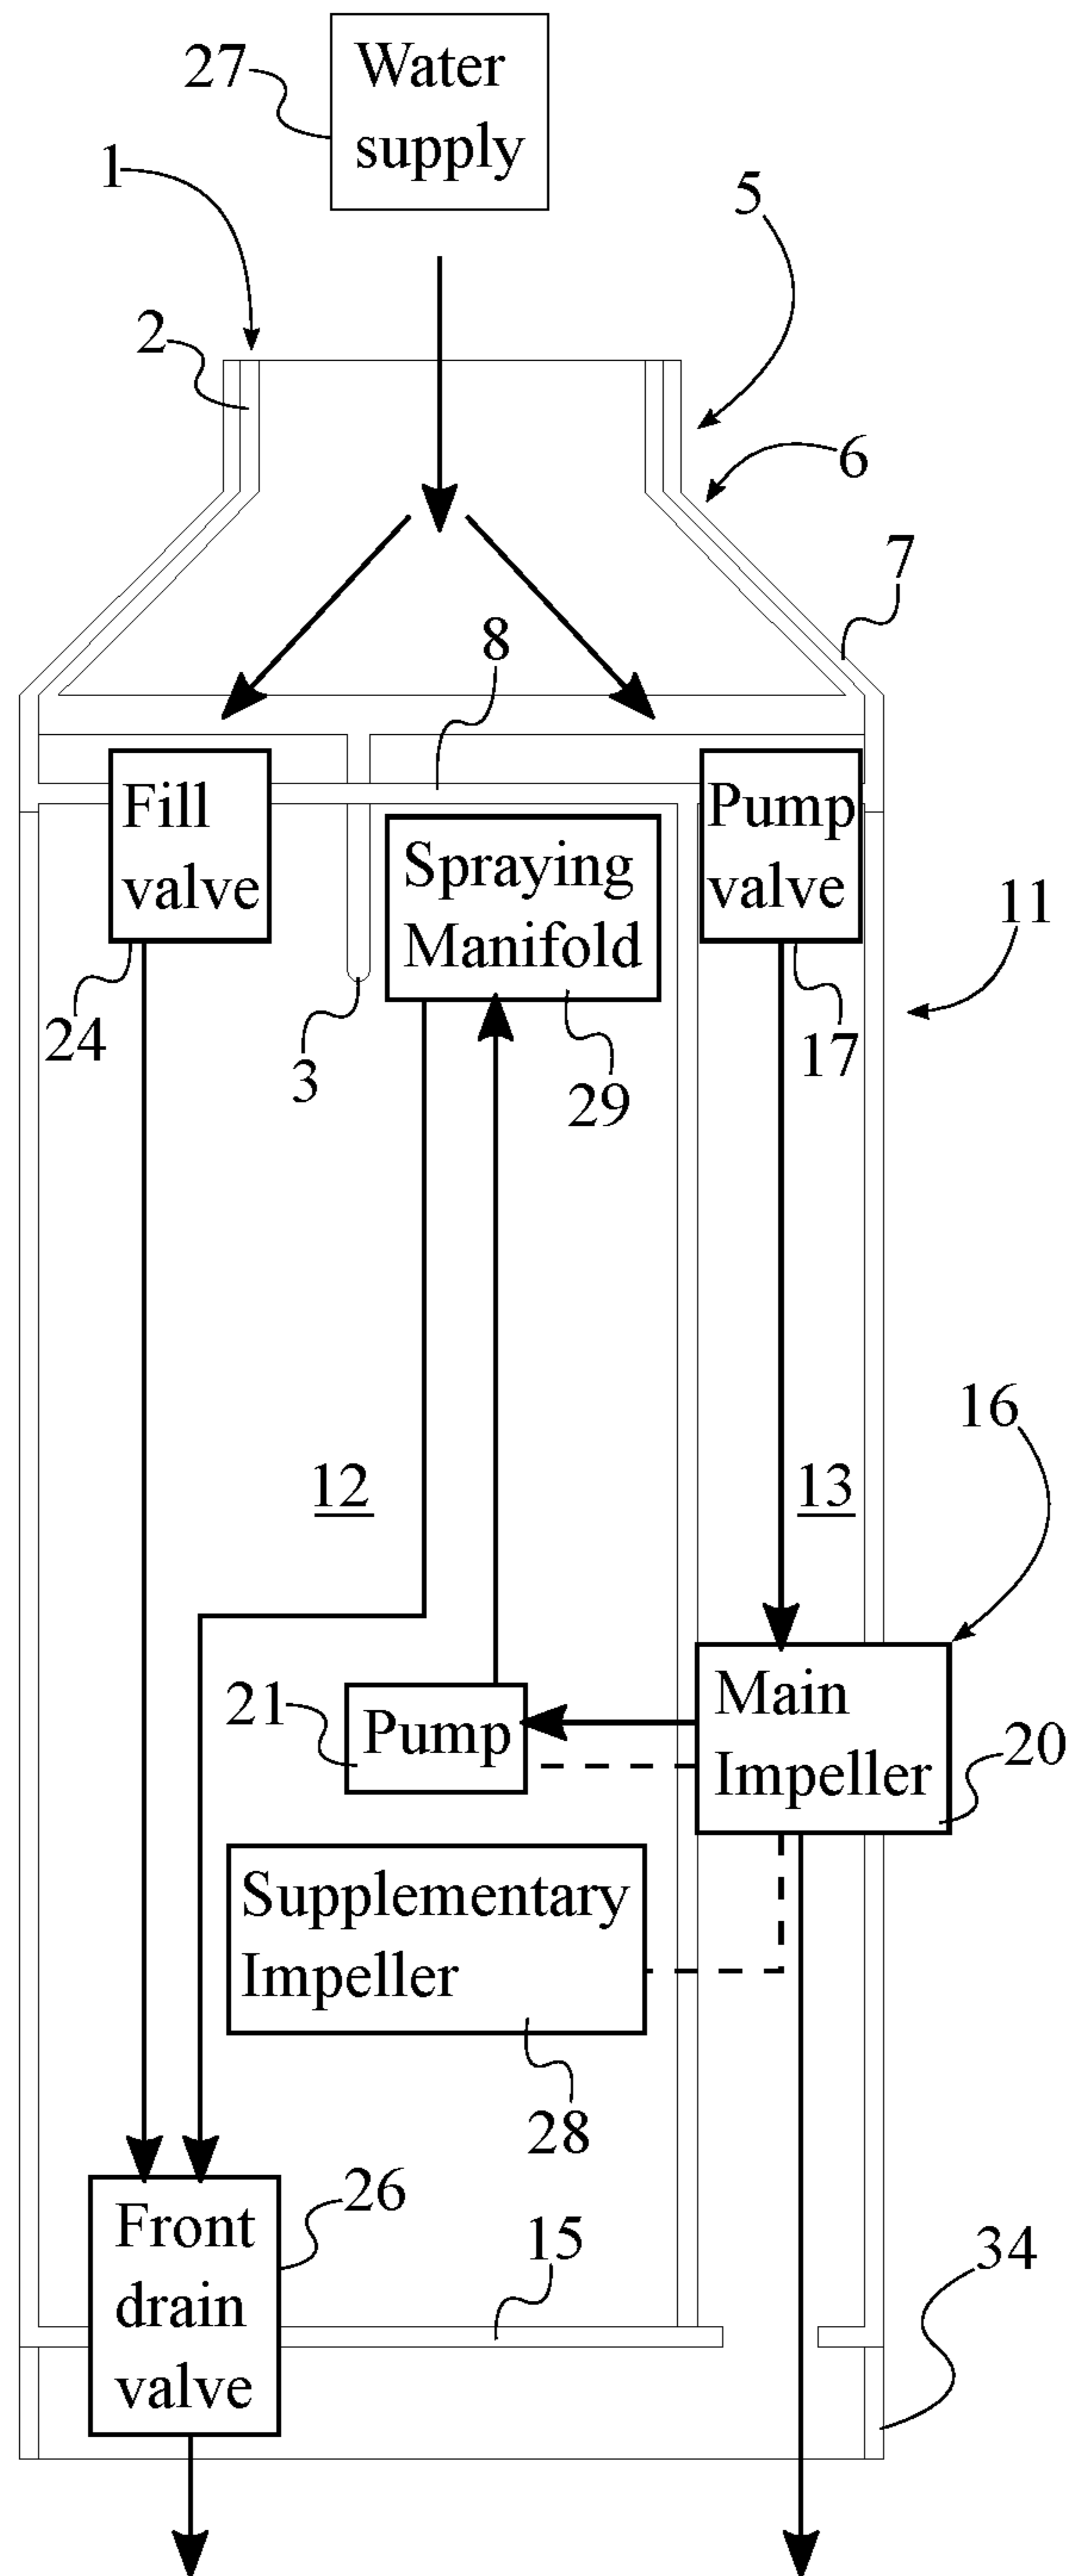 27
Water
supply
1
5
2
6
7
8
Fill
valve
Pump
valve
Spraying
Manifold
11
24
3
29
17
16
12
13
21
Pump
Main
Impeller
20
Supplementary
Impeller
28
26
Front
drain
valve
15
34